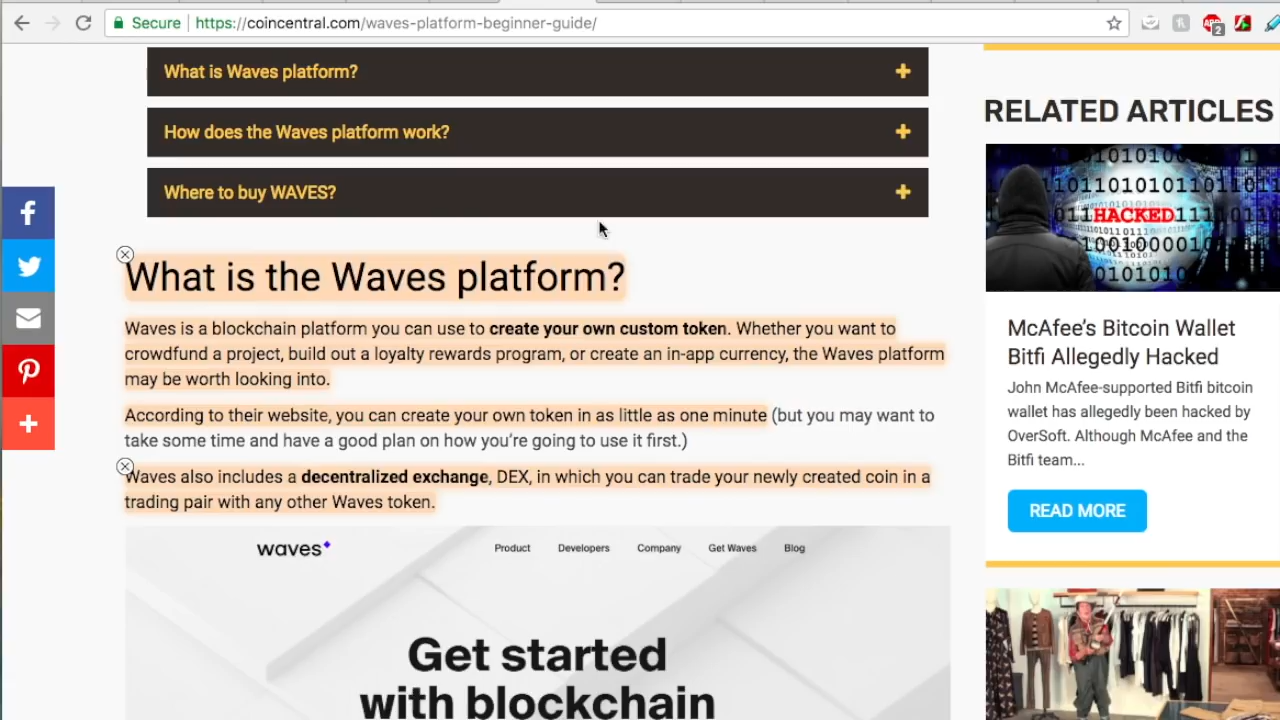 Secure
https://coincentral.com/waves-platform-beginner-guide/
2
What is Waves platform?
How does the Waves platform work?
Where to buy WAVES?
What is the Waves platform?
Waves is a blockchain platform you can use to create your own custom token. Whether you want to
crowdfund a project, build out a loyalty rewards program, or create an in-app currency, the Waves platform
may be worth looking into.
According to their website, you can create your own token in as little as one minute (but you may want to
take some time and have a good plan on how you’re going to use it first.)
Waves also includes a decentralized exchange, DEX, in which you can trade your newly created coin in a
trading pair with any other Waves token.
waves
Product Developers Company Get Waves Blog
Get started
with blockchain
RELATED ARTICLES
HACKED
McAfee’s Bitcoin Wallet
Bitfi Allegedly Hacked
John McAfee-supported Bitfi bitcoin
wallet has allegedly been hacked by
OverSoft. Although McAfee and the
Bitfi team...
READ MORE